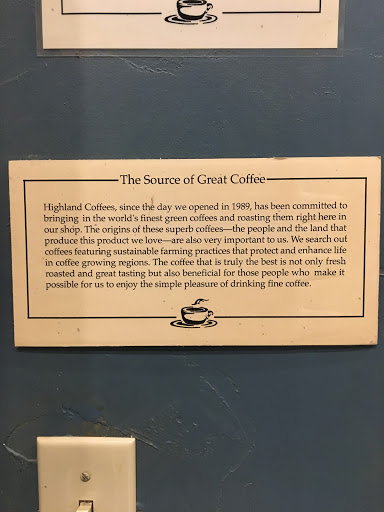 The Source of Great Coffee
Highland Coffees, since the day we opened in 1989, has been committed to
bringing in the world's finest green coffees and roasting them right here in
our shop. The origins of these superb coffees—the people and the land that
produce this product we love—are also very important to us. We search out
coffees featuring sustainable farming practices that protect and enhance life
in coffee growing regions. The coffee that is truly the best is not only fresh
roasted and great tasting but also beneficial for those people who make it
possible for us to enjoy the simple pleasure of drinking fine coffee.